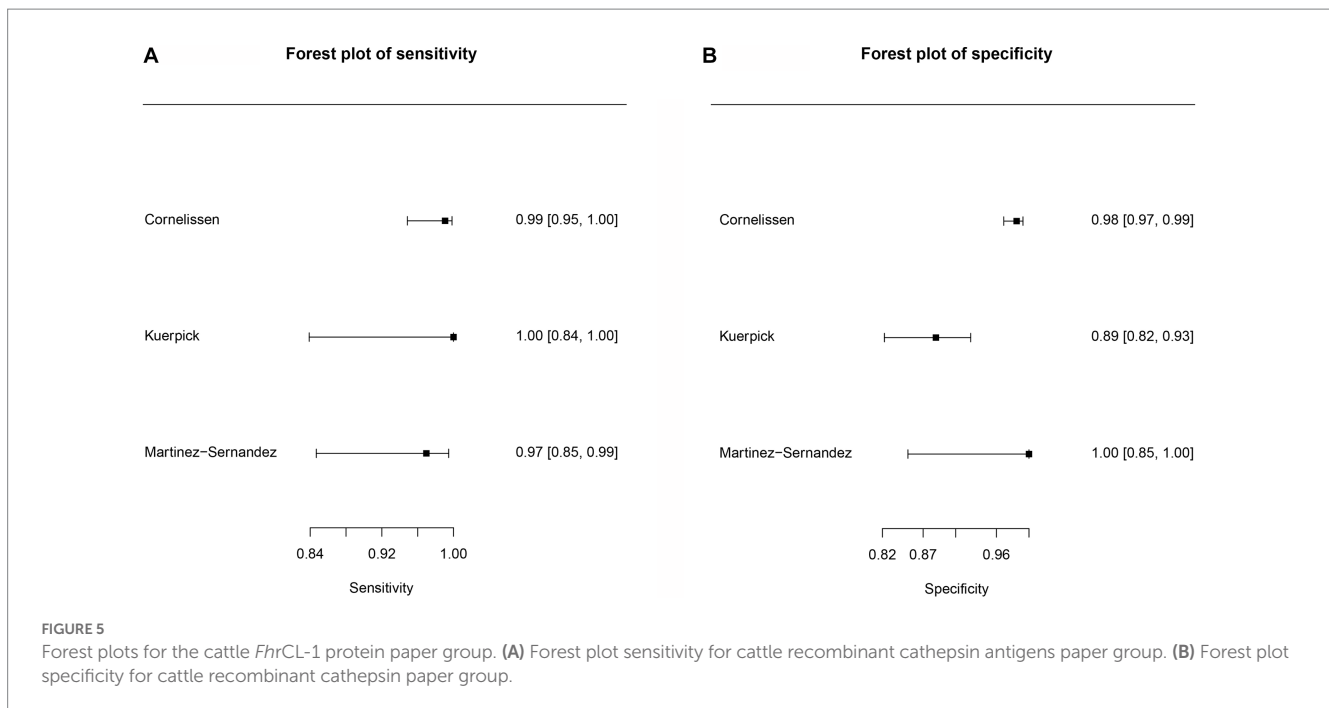 A Forest plot of sensitivity
Cornelissen 0.99 [0.95, 1.00]
Kuerpick 1.00 [0.84, 1.00]
Martinez−Sernandez 0.97 [0.85, 0.99]
0.84 0.92 1.00
Sensitivity
B Forest plot of specificity
Cornelissen 0.98 [0.97, 0.99]
Kuerpick 0.89 [0.82, 0.93]
Martinez−Sernandez 1.00 [0.85, 1.00]
0.82 0.87 0.96
Specificity
FIGURE 5
Forest plots for the cattle FhrCL-1 protein paper group. (A) Forest plot sensitivity for cattle recombinant cathepsin antigens paper group. (B) Forest plot
specificity for cattle recombinant cathepsin paper group.